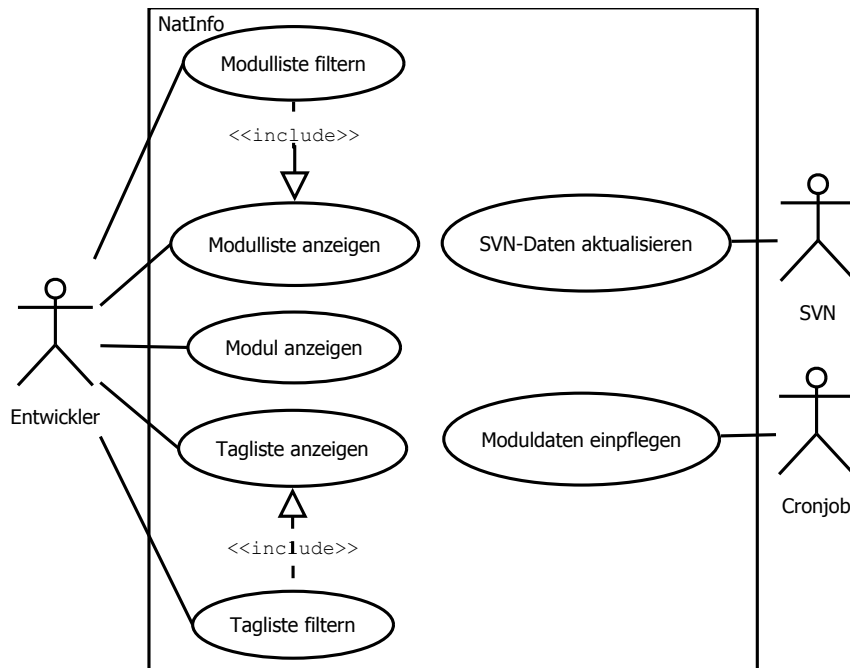 NatInfo
Modulliste filtern
<<include>>
Modulliste anzeigen
SVN-Daten aktualisieren
SVN
Modul anzeigen
Entwickler
Tagliste anzeigen
Moduldaten einpflegen
Cronjob
<<include>>
Tagliste filtern